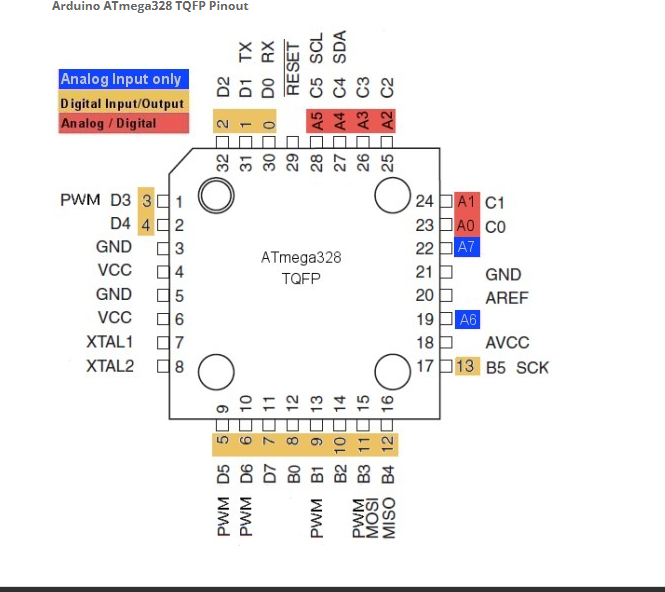 Arduino ATmega328 TQFP Pinout
Analog Input only
Digital Input/Output
Analog / Digital
D2
D1 TX
D0 RX
RESET
C5 SCL
C4 SDA
C3
C2
2 1 0 A5 A4 A3 A2
32 31 30 29 28 27 26 25
PWM D3 3 1
D4 4 2
GND 3
VCC 4
GND 5
VCC 6
XTAL1 7
XTAL2 8
ATmega328
TQFP
24 A1 C1
23 A0 C0
22 A7
21 GND
20 AREF
19 A6
18 AVCC
17 13 B5 SCK
9 10 11 12 13 14 15 16
5 6 7 8 9 10 11 12
PWM D5
PWM D6
D7
B0
PWM B1
B2
PWM B3
MOSI
MISO B4